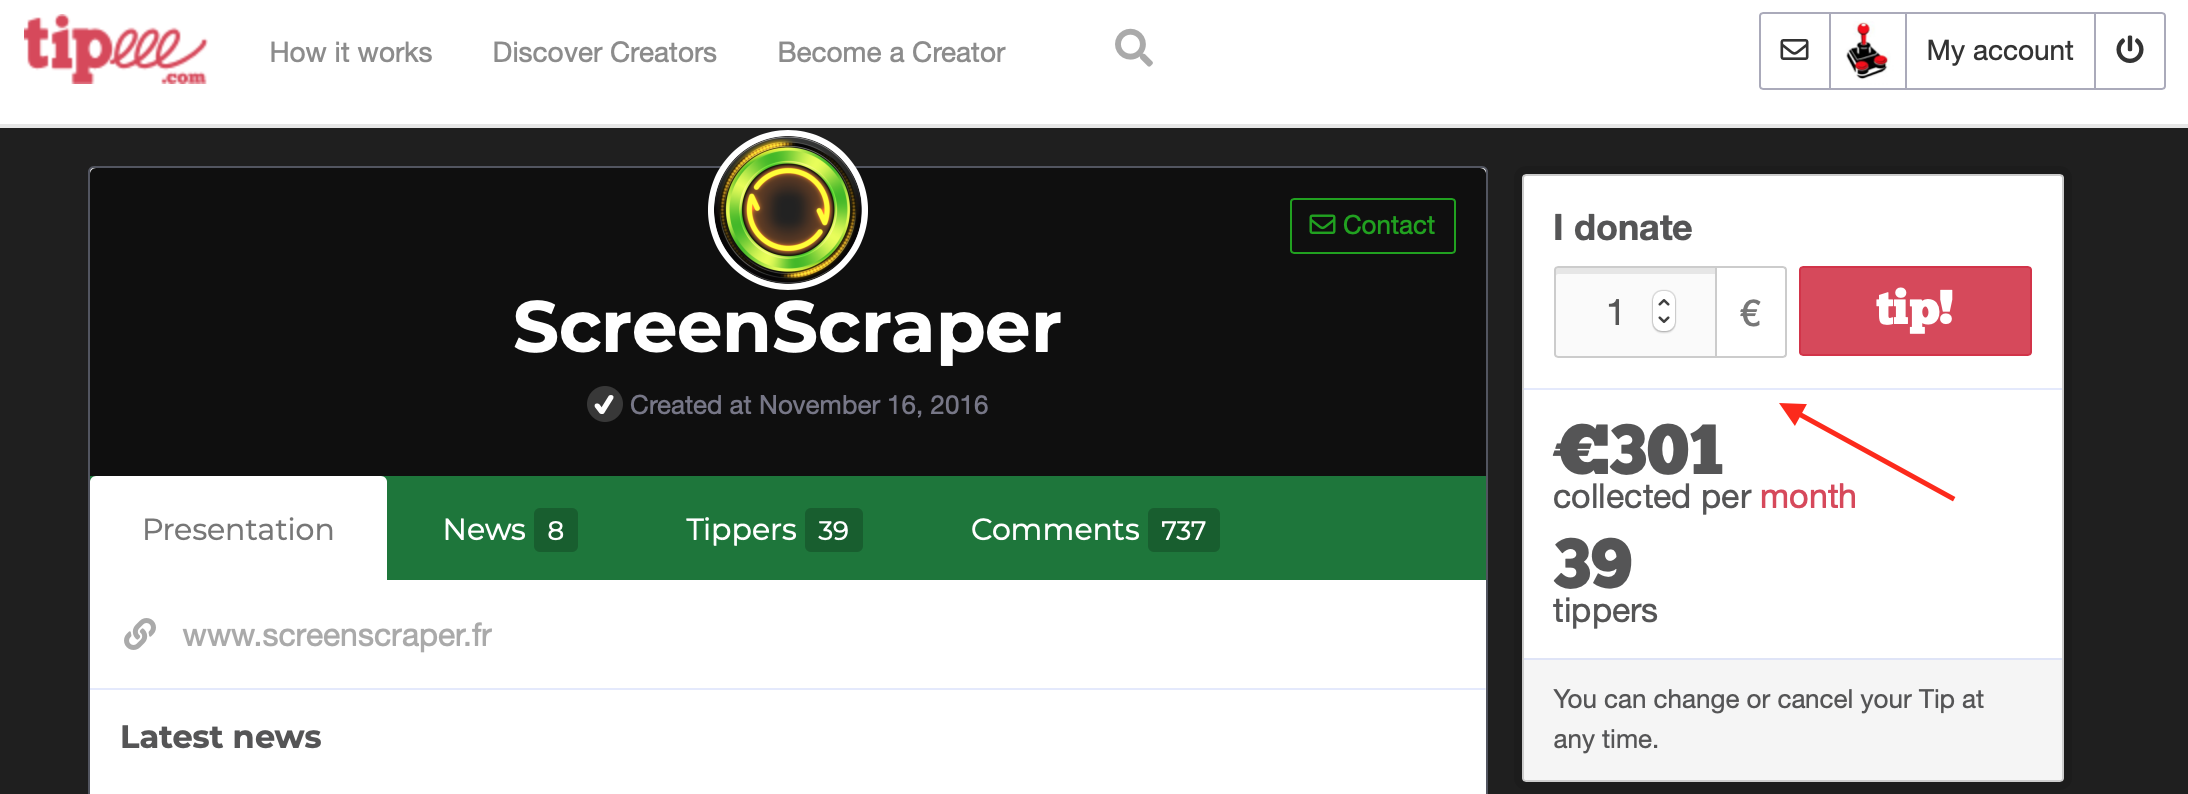 tipeee.com
How it works
Discover Creators
Become a Creator
My account
Contact
ScreenScraper
Created at November 16, 2016
Presentation
News 8
Tippers 39
Comments 737
www.screenscraper.fr
Latest news
I donate
1 €
tip!
€301
collected per month
39
tippers
You can change or cancel your Tip at
any time.